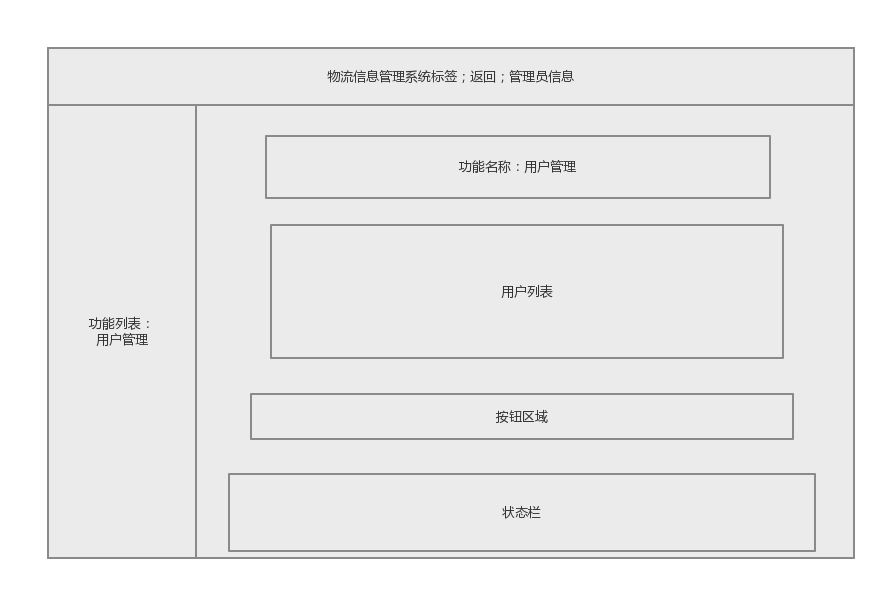 物流信息管理系统标签；返回；管理员信息
功能名称：用户管理
用户列表
功能列表：
用户管理
按钮区域
状态栏